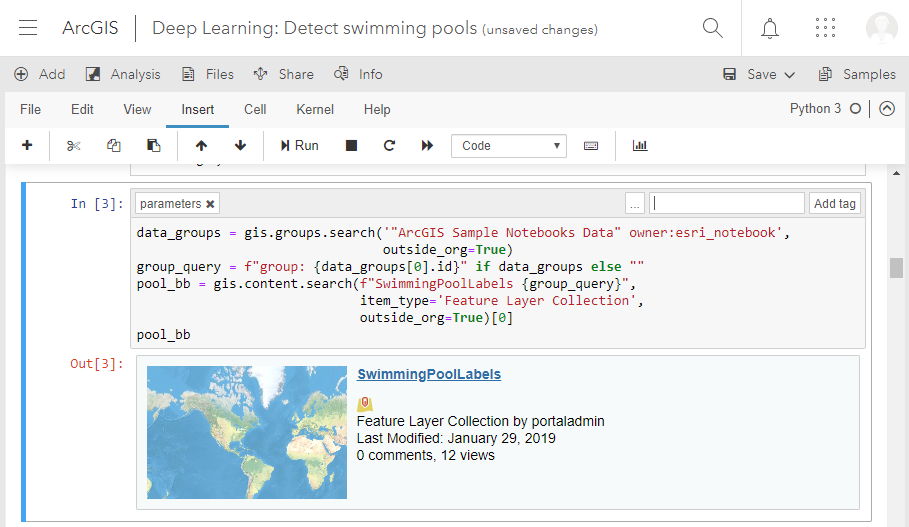 ArcGIS Deep Learning: Detect swimming pools (unsaved changes)
Add Analysis Files Share Info Save Samples
File Edit View Insert Cell Kernel Help Python 3
Run Code
In [3]: parameters ... Add tag
data_groups = gis.groups.search('"ArcGIS Sample Notebooks Data" owner:esri_notebook',
outside_org=True)
group_query = f"group: {data_groups[0].id}" if data_groups else ""
pool_bb = gis.content.search(f"SwimmingPoolLabels {group_query}",
item_type='Feature Layer Collection',
outside_org=True)[0]
pool_bb
Out[3]: SwimmingPoolLabels
Feature Layer Collection by portaladmin
Last Modified: January 29, 2019
0 comments, 12 views